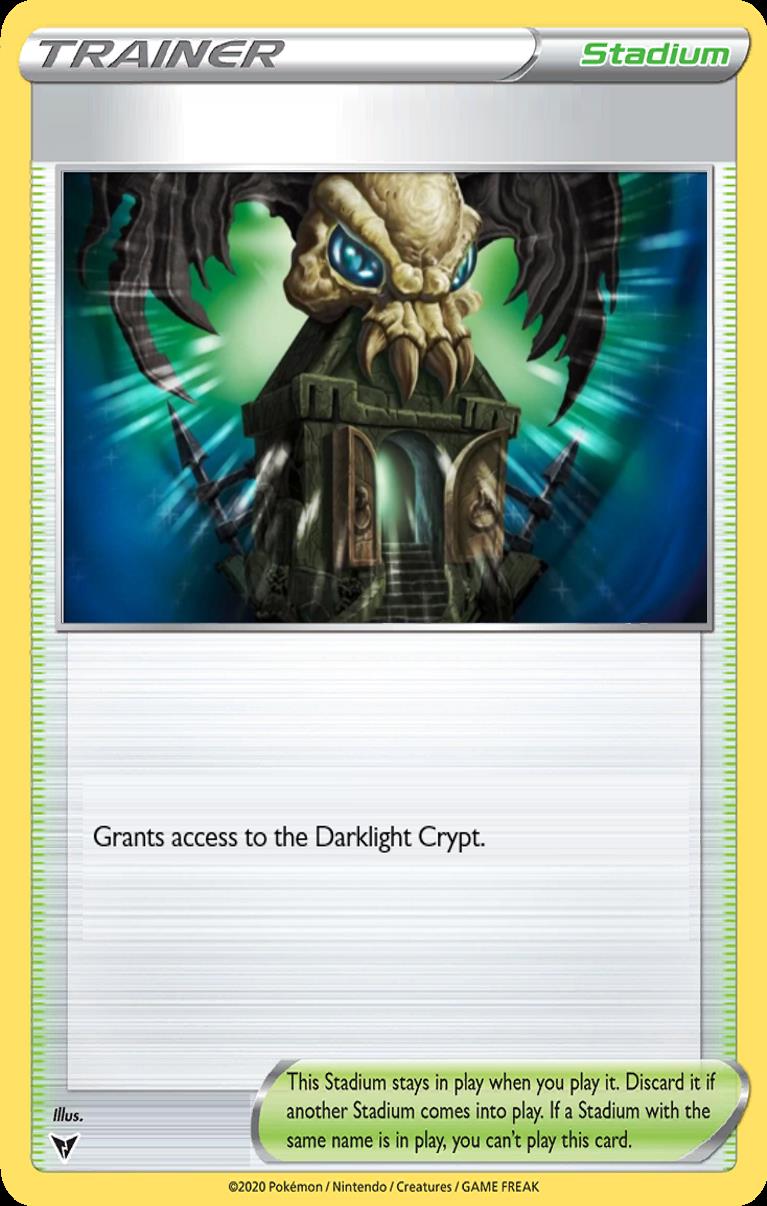 TRAINER
Stadium
Grants access to the Darklight Crypt.
This Stadium stays in play when you play it. Discard it if
another Stadium comes into play. If a Stadium with the
same name is in play, you can't play this card.
Illus.
©2020 Pokémon / Nintendo / Creatures / GAME FREAK